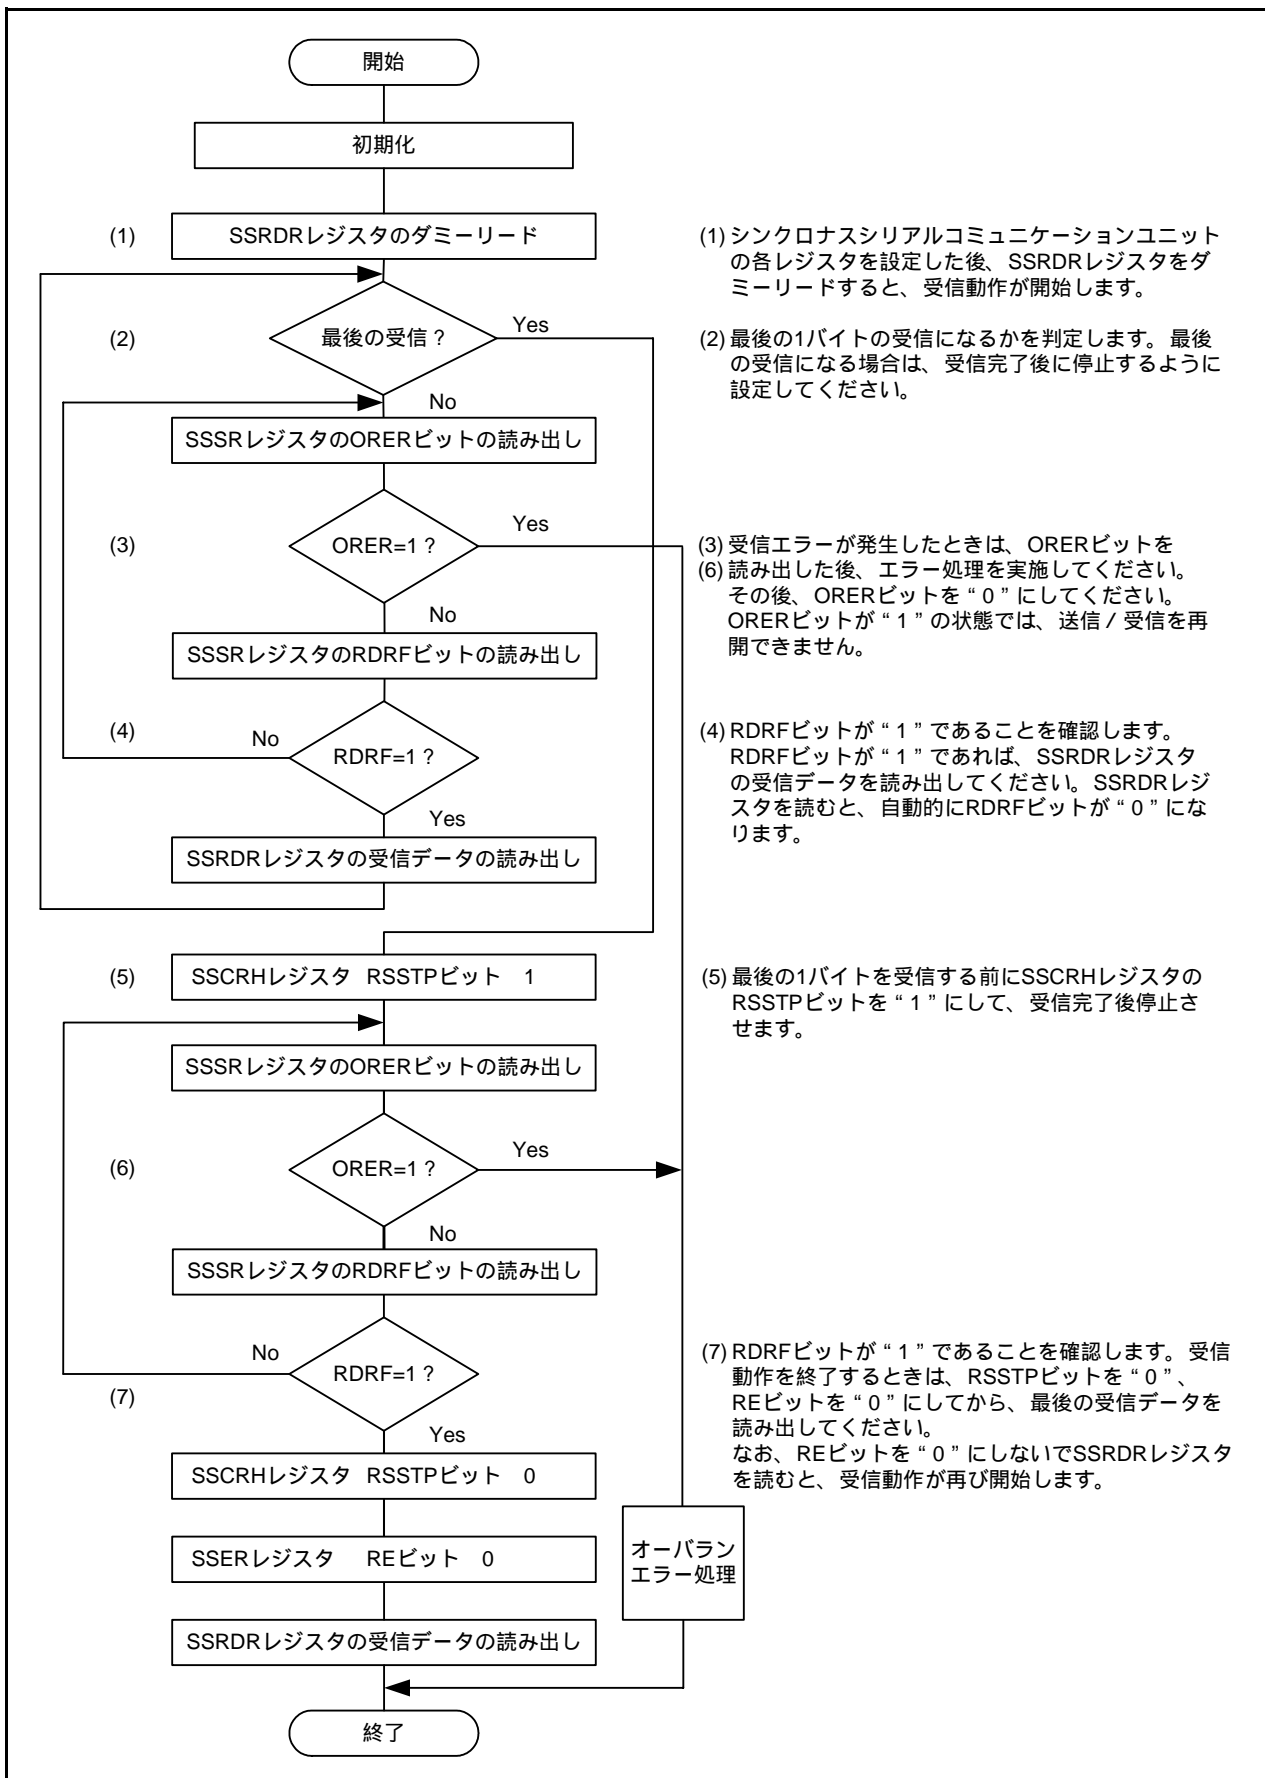 開始
初期化
(1)
SSRDRレジスタのダミーリード
(1) シンクロナスシリアルコミュニケーションユニット
の各レジスタを設定した後、SSRDRレジスタをダ
ミーリードすると、受信動作が開始します。
(2)
最後の受信？
Yes
(2) 最後の1バイトの受信になるかを判定します。最後
の受信になる場合は、受信完了後に停止するように
設定してください。
No
SSSRレジスタのORERビットの読み出し
(3)
ORER=1？
Yes
(3) 受信エラーが発生したときは、ORERビットを
(6) 読み出した後、エラー処理を実施してください。
その後、ORERビットを“0”にしてください。
ORERビットが“1”の状態では、送信/受信を再
開できません。
No
SSSRレジスタのRDRFビットの読み出し
(4)
No
RDRF=1？
(4) RDRFビットが“1”であることを確認します。
RDRFビットが“1”であれば、SSRDRレジスタ
の受信データを読み出してください。SSRDRレジ
スタを読むと、自動的にRDRFビットが“0”にな
ります。
Yes
SSRDRレジスタの受信データの読み出し
(5)
SSCRHレジスタ RSSTPビット 1
(5) 最後の1バイトを受信する前にSSCRHレジスタの
RSSTPビットを“1”にして、受信完了後停止さ
せます。
SSSRレジスタのORERビットの読み出し
(6)
ORER=1？
Yes
No
SSSRレジスタのRDRFビットの読み出し
No
RDRF=1？
(7)
(7) RDRFビットが“1”であることを確認します。受信
動作を終了するときは、RSSTPビットを“0”、
REビットを“0”にしてから、最後の受信データを
読み出してください。
なお、REビットを“0”にしないでSSRDRレジスタ
を読むと、受信動作が再び開始します。
Yes
SSCRHレジスタ RSSTPビット 0
SSERレジスタ REビット 0
オーバラン
エラー処理
SSRDRレジスタの受信データの読み出し
終了